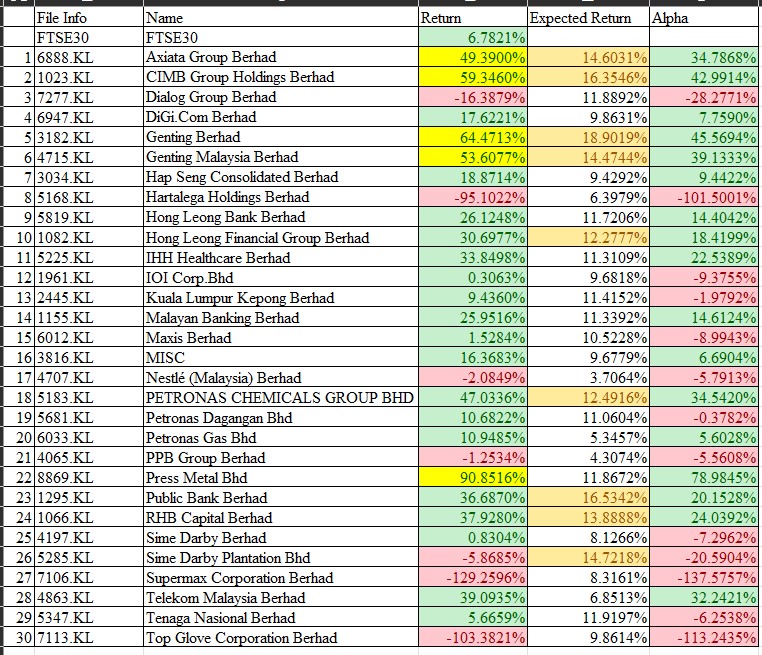 File Info Name Return Expected Return Alpha
FTSE30 FTSE30 6.7821%
1 6888.KL Axiata Group Berhad 49.3900% 14.6031% 34.7868%
2 1023.KL CIMB Group Holdings Berhad 59.3460% 16.3546% 42.9914%
3 7277.KL Dialog Group Berhad -16.3879% 11.8892% -28.2771%
4 6947.KL DiGi.Com Berhad 17.6221% 9.8631% 7.7590%
5 3182.KL Genting Berhad 64.4713% 18.9019% 45.5694%
6 4715.KL Genting Malaysia Berhad 53.6077% 14.4744% 39.1333%
7 3034.KL Hap Seng Consolidated Berhad 18.8714% 9.4292% 9.4422%
8 5168.KL Hartalega Holdings Berhad -95.1022% 6.3979% -101.5001%
9 5819.KL Hong Leong Bank Berhad 26.1248% 11.7206% 14.4042%
10 1082.KL Hong Leong Financial Group Berhad 30.6977% 12.2777% 18.4199%
11 5225.KL IHH Healthcare Berhad 33.8498% 11.3109% 22.5389%
12 1961.KL IOI Corp.Bhd 0.3063% 9.6818% -9.3755%
13 2445.KL Kuala Lumpur Kepong Berhad 9.4360% 11.4152% -1.9792%
14 1155.KL Malayan Banking Berhad 25.9516% 11.3392% 14.6124%
15 6012.KL Maxis Berhad 1.5284% 10.5228% -8.9943%
16 3816.KL MISC 16.3683% 9.6779% 6.6904%
17 4707.KL Nestlé (Malaysia) Berhad -2.0849% 3.7064% -5.7913%
18 5183.KL PETRONAS CHEMICALS GROUP BHD 47.0336% 12.4916% 34.5420%
19 5681.KL Petronas Dagangan Bhd 10.6822% 11.0604% -0.3782%
20 6033.KL Petronas Gas Bhd 10.9485% 5.3457% 5.6028%
21 4065.KL PPB Group Berhad -1.2534% 4.3074% -5.5608%
22 8869.KL Press Metal Bhd 90.8516% 11.8672% 78.9845%
23 1295.KL Public Bank Berhad 36.6870% 16.5342% 20.1528%
24 1066.KL RHB Capital Berhad 37.9280% 13.8888% 24.0392%
25 4197.KL Sime Darby Berhad 0.8304% 8.1266% -7.2962%
26 5285.KL Sime Darby Plantation Bhd -5.8685% 14.7218% -20.5904%
27 7106.KL Supermax Corporation Berhad -129.2596% 8.3161% -137.5757%
28 4863.KL Telekom Malaysia Berhad 39.0935% 6.8513% 32.2421%
29 5347.KL Tenaga Nasional Berhad 5.6659% 11.9197% -6.2538%
30 7113.KL Top Glove Corporation Berhad -103.3821% 9.8614% -113.2435%